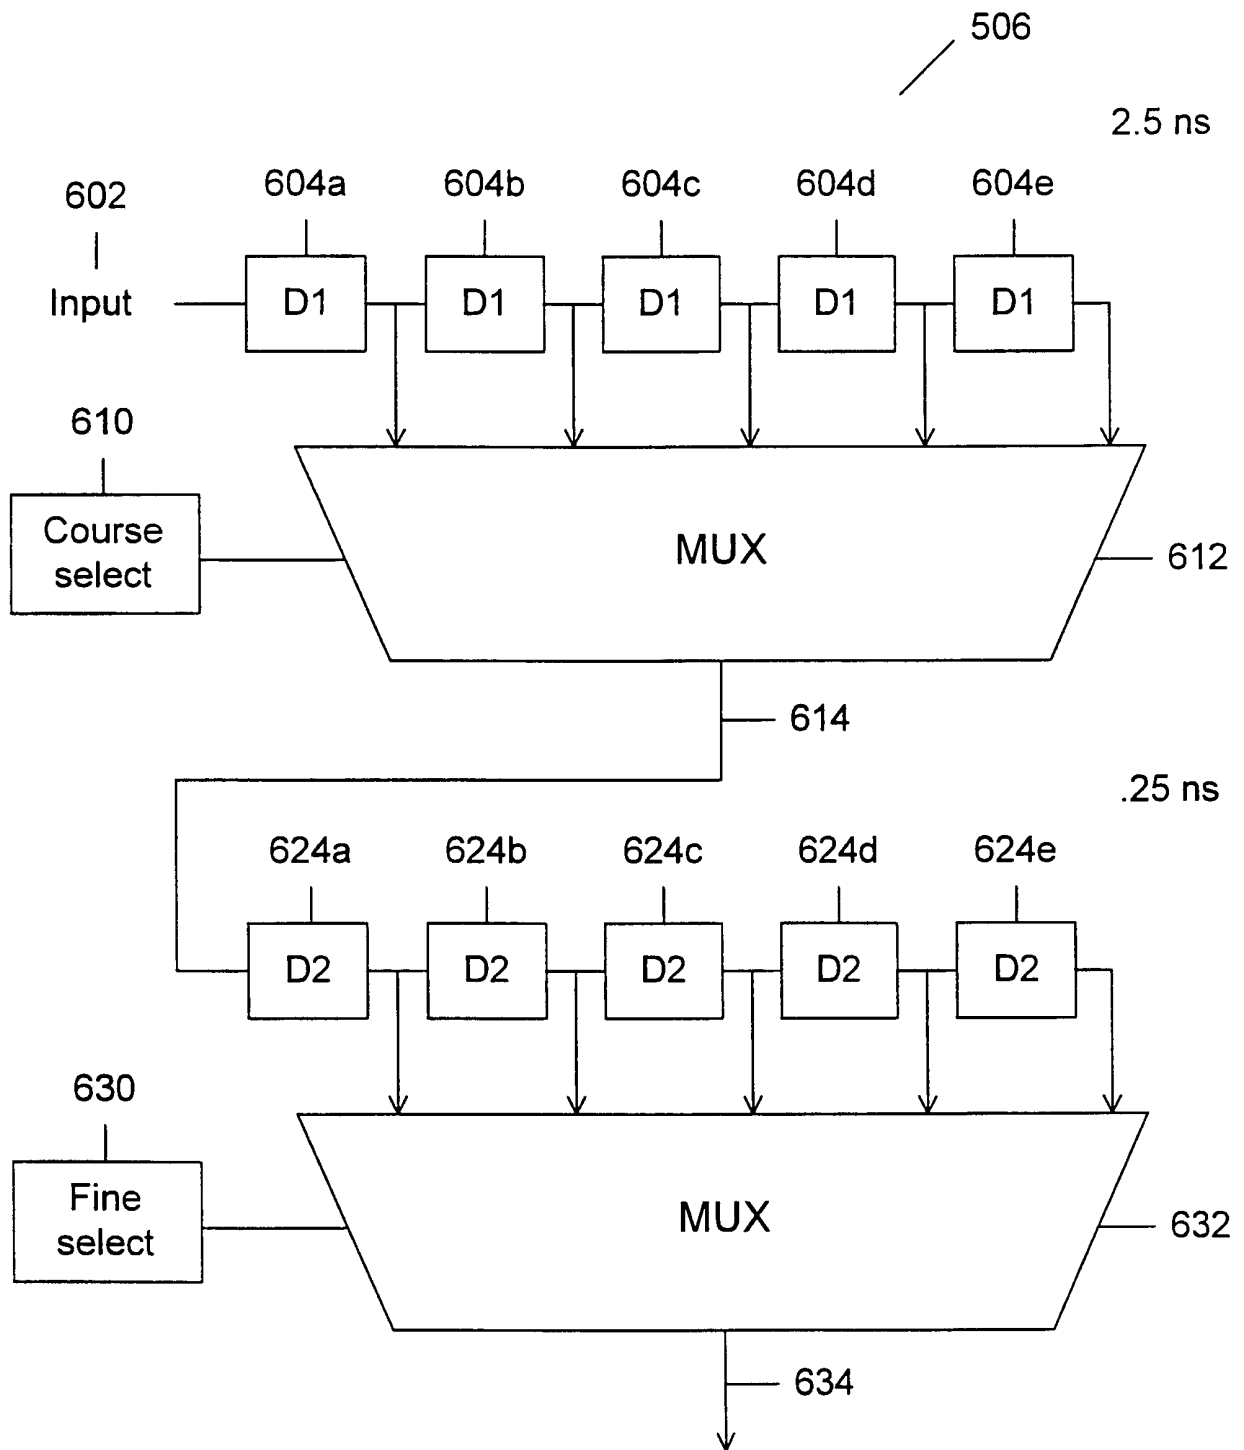 506
2.5 ns
602 604a 604b 604c 604d 604e
Input D1 D1 D1 D1 D1
610
Course
select
MUX
612
614
.25 ns
624a 624b 624c 624d 624e
D2 D2 D2 D2 D2
630
Fine
select
MUX
632
634